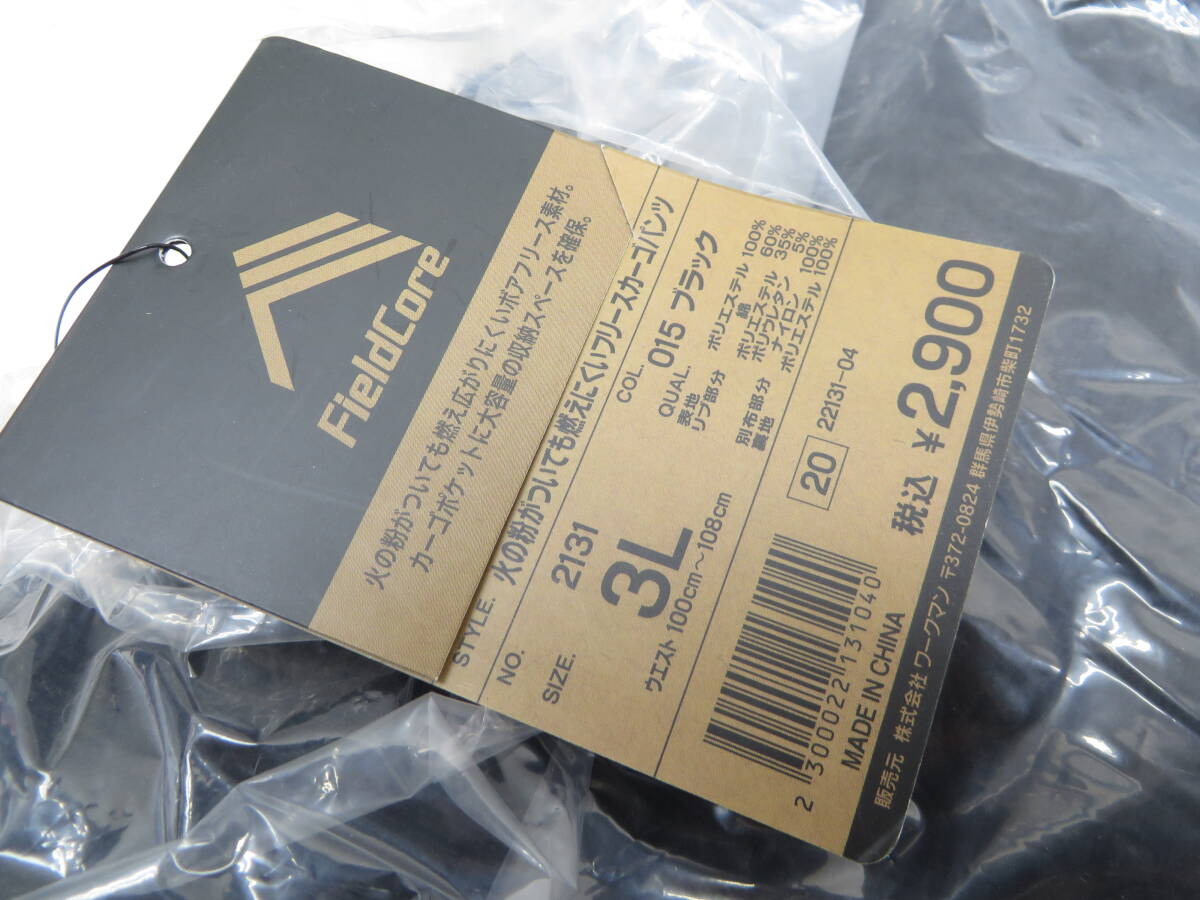 FieldCore
火の粉がついても燃え広がりにくいボアフリース素材。
カーゴポケットに大容量の収納スペースを確保。
STYLE. 火の粉がついても燃えにくいフリースカーゴパンツ
NO. 2131
COL. 015 ブラック
SIZE. 3L
ウエスト 100cm~108cm
QUAL.
表地 ポリエステル 100%
リブ部分 綿 60%
ポリエステル 35%
ポリウレタン 5%
別布部分 ナイロン 100%
裏地 ポリエステル 100%
20 22131-04
2300022131040
税込 ¥2,900
MADE IN CHINA
販売元 株式会社ワークマン 〒372-0824 群馬県伊勢崎市柴町1732